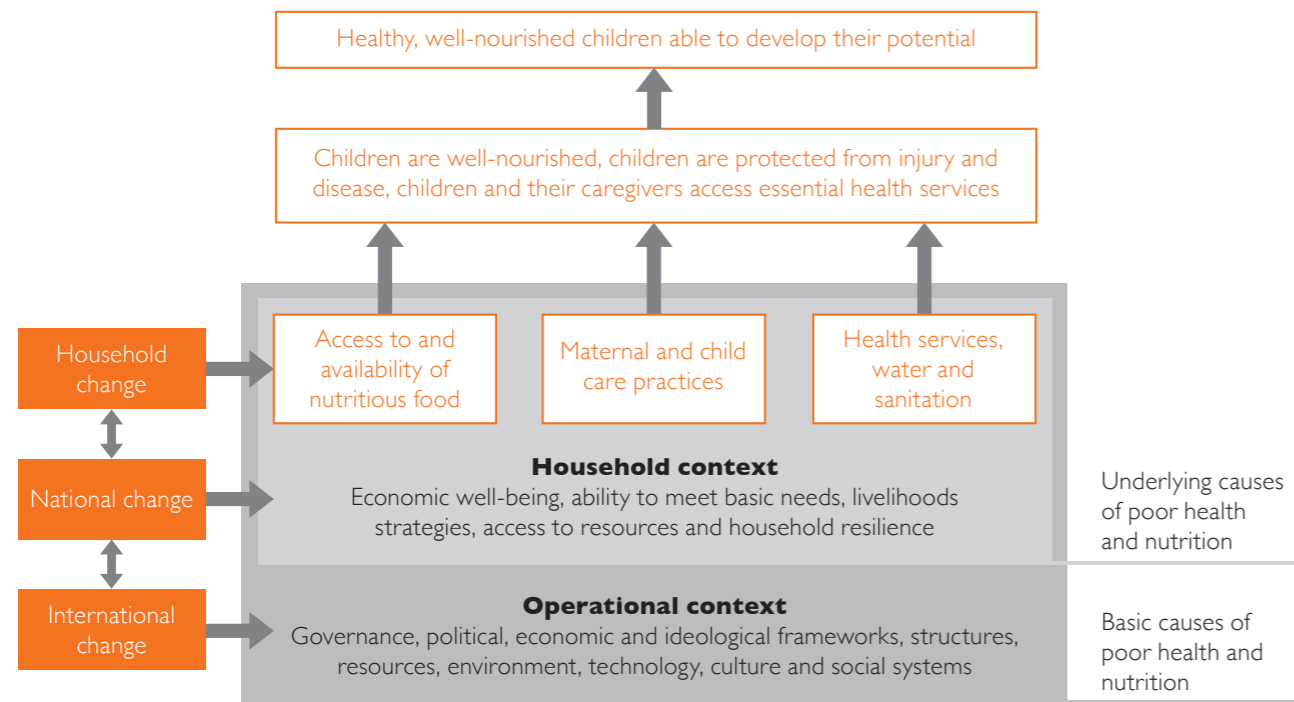 Healthy, well-nourished children able to develop their potential
Children are well-nourished, children are protected from injury and
disease, children and their caregivers access essential health services
Household
change
Access to and
availability of
nutritious food
Maternal and child
care practices
Health services,
water and
sanitation
National change
Household context
Economic well-being, ability to meet basic needs, livelihoods
strategies, access to resources and household resilience
Underlying causes
of poor health
and nutrition
International
change
Operational context
Governance, political, economic and ideological frameworks, structures,
resources, environment, technology, culture and social systems
Basic causes of
poor health and
nutrition